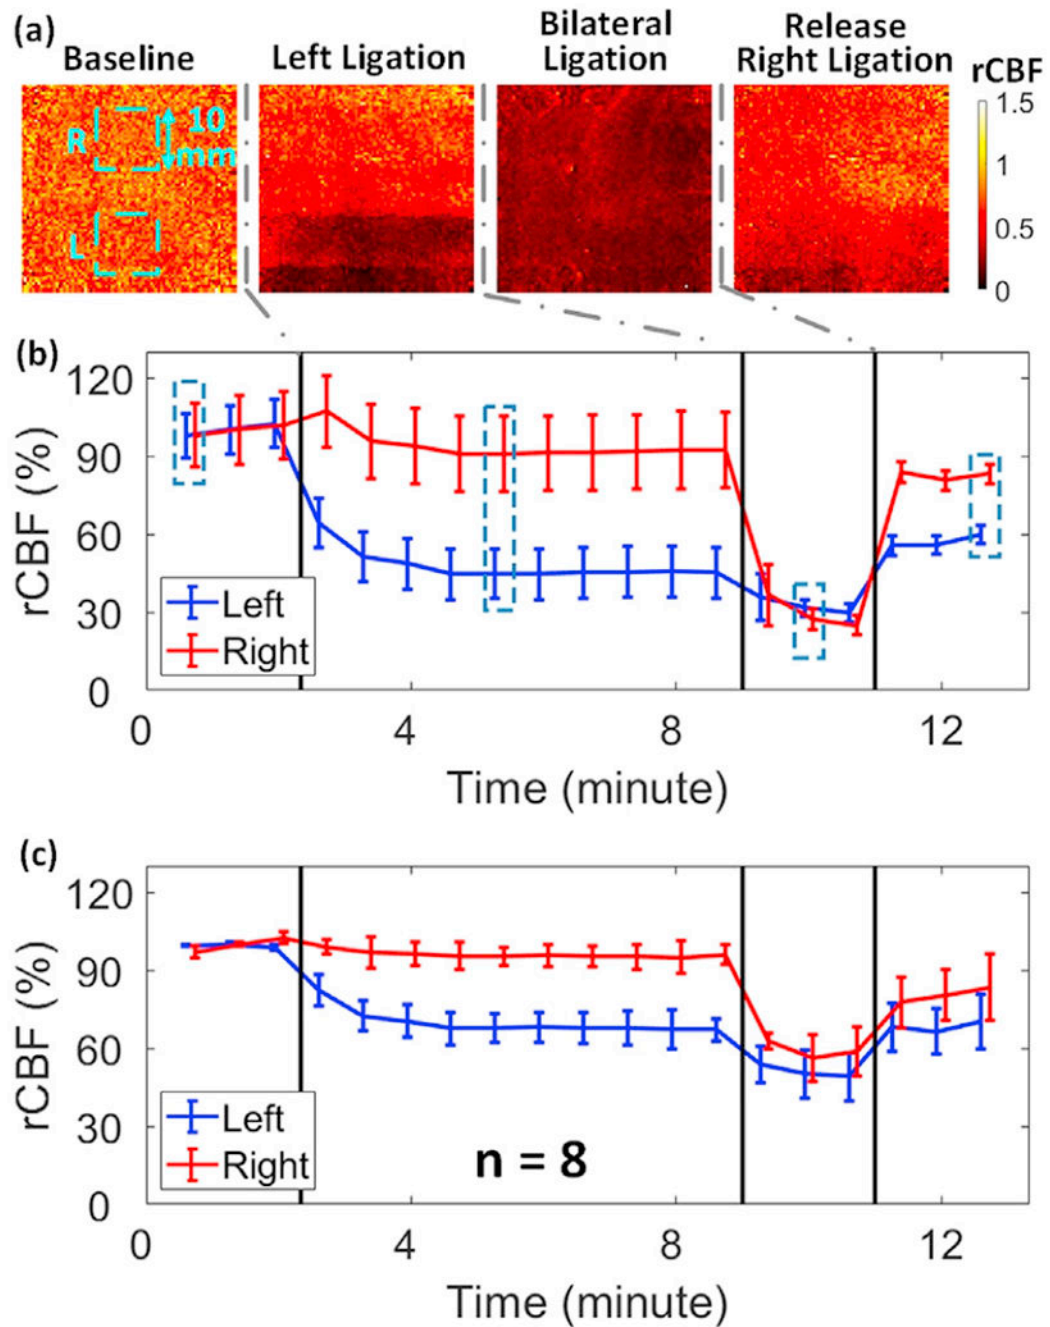 (a)
Baseline
Left Ligation
Bilateral
Ligation
Release
Right Ligation
rCBF
R
10
mm
L
1.5
1
0.5
0
(b)
120
90
60
30
0
rCBF (%)
Left
Right
0 4 8 12
Time (minute)
(c)
120
90
60
30
0
rCBF (%)
Left
Right
n = 8
0 4 8 12
Time (minute)